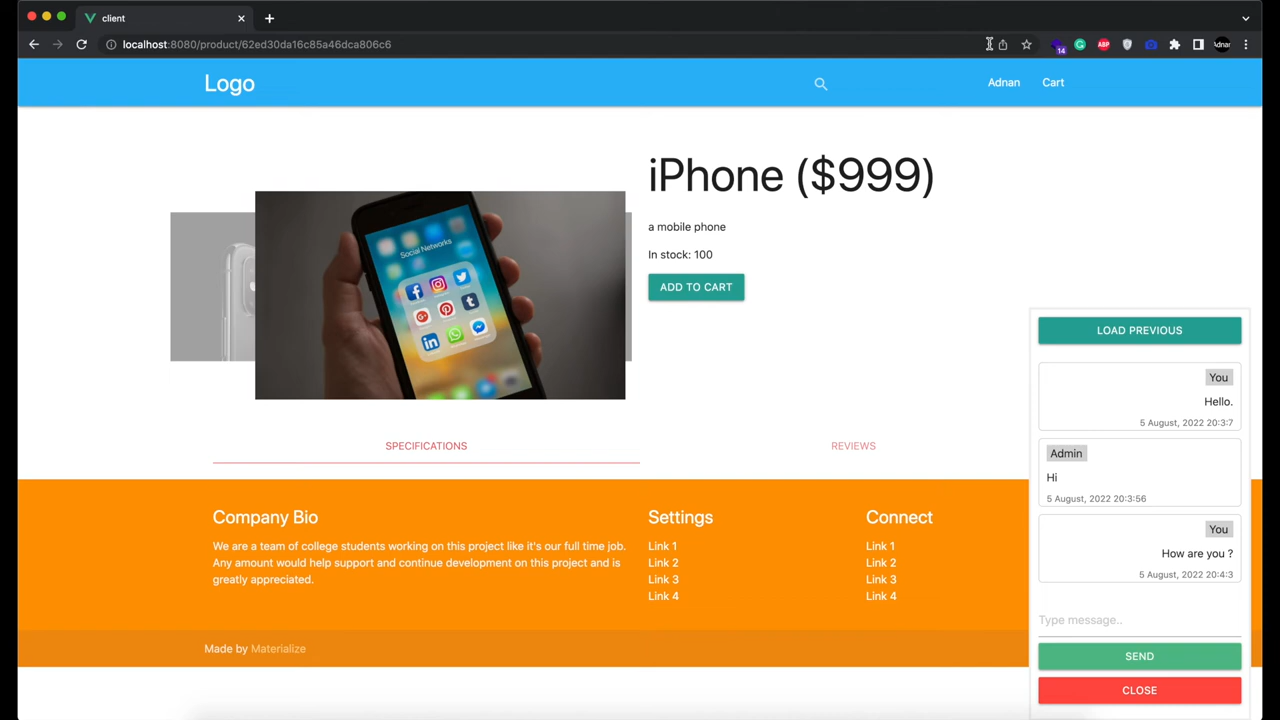 client
localhost:8080/product/62ed30da16c85a46dca806c6
14
ABP
Adnan
Logo
Adnan
Cart
iPhone ($999)
a mobile phone
In stock: 100
ADD TO CART
Social Networks
SPECIFICATIONS
REVIEWS
Company Bio
We are a team of college students working on this project like it's our full time job.
Any amount would help support and continue development on this project and is
greatly appreciated.
Settings
Link 1
Link 2
Link 3
Link 4
Connect
Link 1
Link 2
Link 3
Link 4
Made by Materialize
LOAD PREVIOUS
You
Hello.
5 August, 2022 20:3:7
Admin
Hi
5 August, 2022 20:3:56
You
How are you ?
5 August, 2022 20:4:3
Type message..
SEND
CLOSE